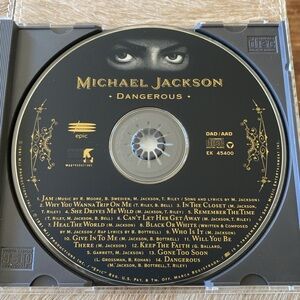 MICHAEL JACKSON
• DANGEROUS •
epic
DAD/AAD
EK 45400
1. JAM (MUSIC BY R. MOORE, B. SWEDIEN, M. JACKSON, T. RILEY / SONG AND LYRICS BY M. JACKSON)
2. WHY YOU WANNA TRIP ON ME (T. RILEY, B. BELL) 3. IN THE CLOSET (M. JACKSON,
T. RILEY) 4. SHE DRIVES ME WILD (M. JACKSON, T. RILEY) 5. REMEMBER THE TIME
(T. RILEY, M. JACKSON, B. BELLE) 6. CAN'T LET HER GET AWAY (M. JACKSON, T. RILEY)
7. HEAL THE WORLD (M. JACKSON) 8. BLACK OR WHITE (WRITTEN & COMPOSED
BY M. JACKSON / RAP LYRICS BY B. BOTTRELL) 9. WHO IS IT (M. JACKSON)
10. GIVE IN TO ME (M. JACKSON, B. BOTTRELL) 11. WILL YOU BE
THERE (M. JACKSON) 12. KEEP THE FAITH (G. BALLARD,
S. GARRETT, M. JACKSON) 13. GONE TOO SOON
(L. GROSSMAN, B. KOHAN) 14. DANGEROUS
(M. JACKSON, B. BOTTRELL, T. RILEY)